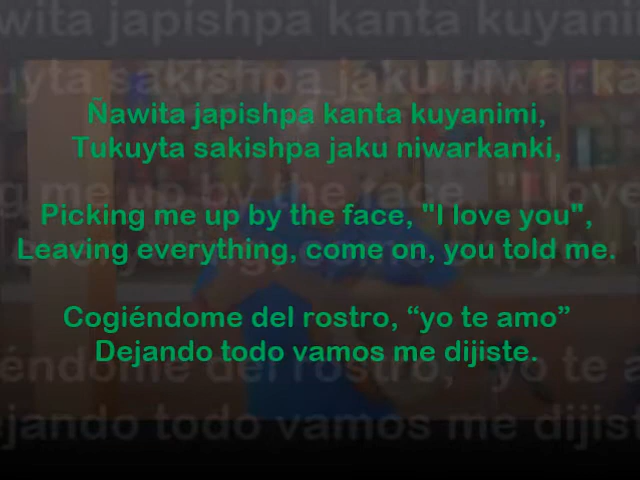 Ñawita japishpa kanta kuyanimi,
Tukuyta sakishpa jaku niwarkanki,
Picking me up by the face, "I love you",
Leaving everything, come on, you told me.
Cogiéndome del rostro, “yo te amo”
Dejando todo vamos me dijiste.